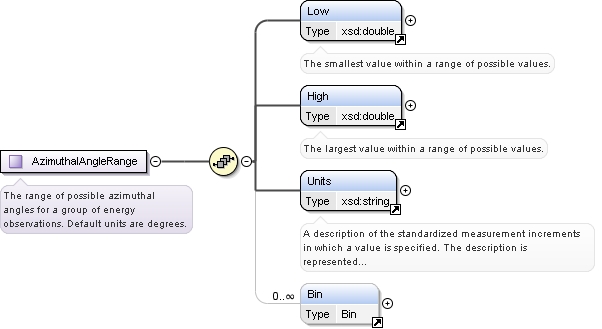 Low
Type xsd:double
The smallest value within a range of possible values.
High
Type xsd:double
The largest value within a range of possible values.
AzimuthalAngleRange
The range of possible azimuthal
angles for a group of energy
observations. Default units are degrees.
Units
Type xsd:string
A description of the standardized measurement increments
in which a value is specified. The description is
represented...
0..∞
Bin
Type Bin